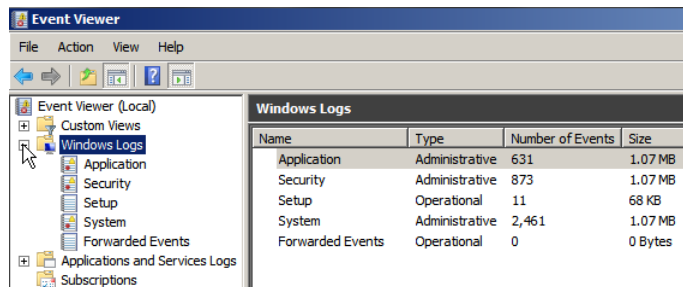 Event Viewer
File Action View Help
Event Viewer (Local)
Custom Views
Windows Logs
Application
Security
Setup
System
Forwarded Events
Applications and Services Logs
Subscriptions
Windows Logs
Name Type Number of Events Size
Application Administrative 631 1.07 MB
Security Administrative 873 1.07 MB
Setup Operational 11 68 KB
System Administrative 2,461 1.07 MB
Forwarded Events Operational 0 0 Bytes